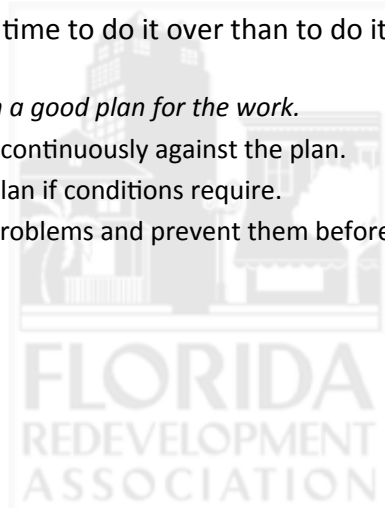 time to do it over than to do it
a good plan for the work.
continuously against the plan.
lan if conditions require.
roblems and prevent them before
FLORIDA
REDEVELOPMENT
ASSOCIATION